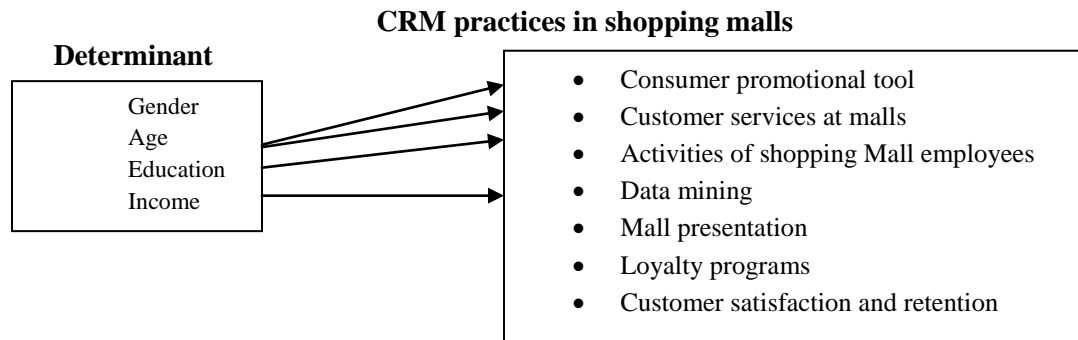 CRM practices in shopping malls
Determinant
Gender
Age
Education
Income
• Consumer promotional tool
• Customer services at malls
• Activities of shopping Mall employees
• Data mining
• Mall presentation
• Loyalty programs
• Customer satisfaction and retention